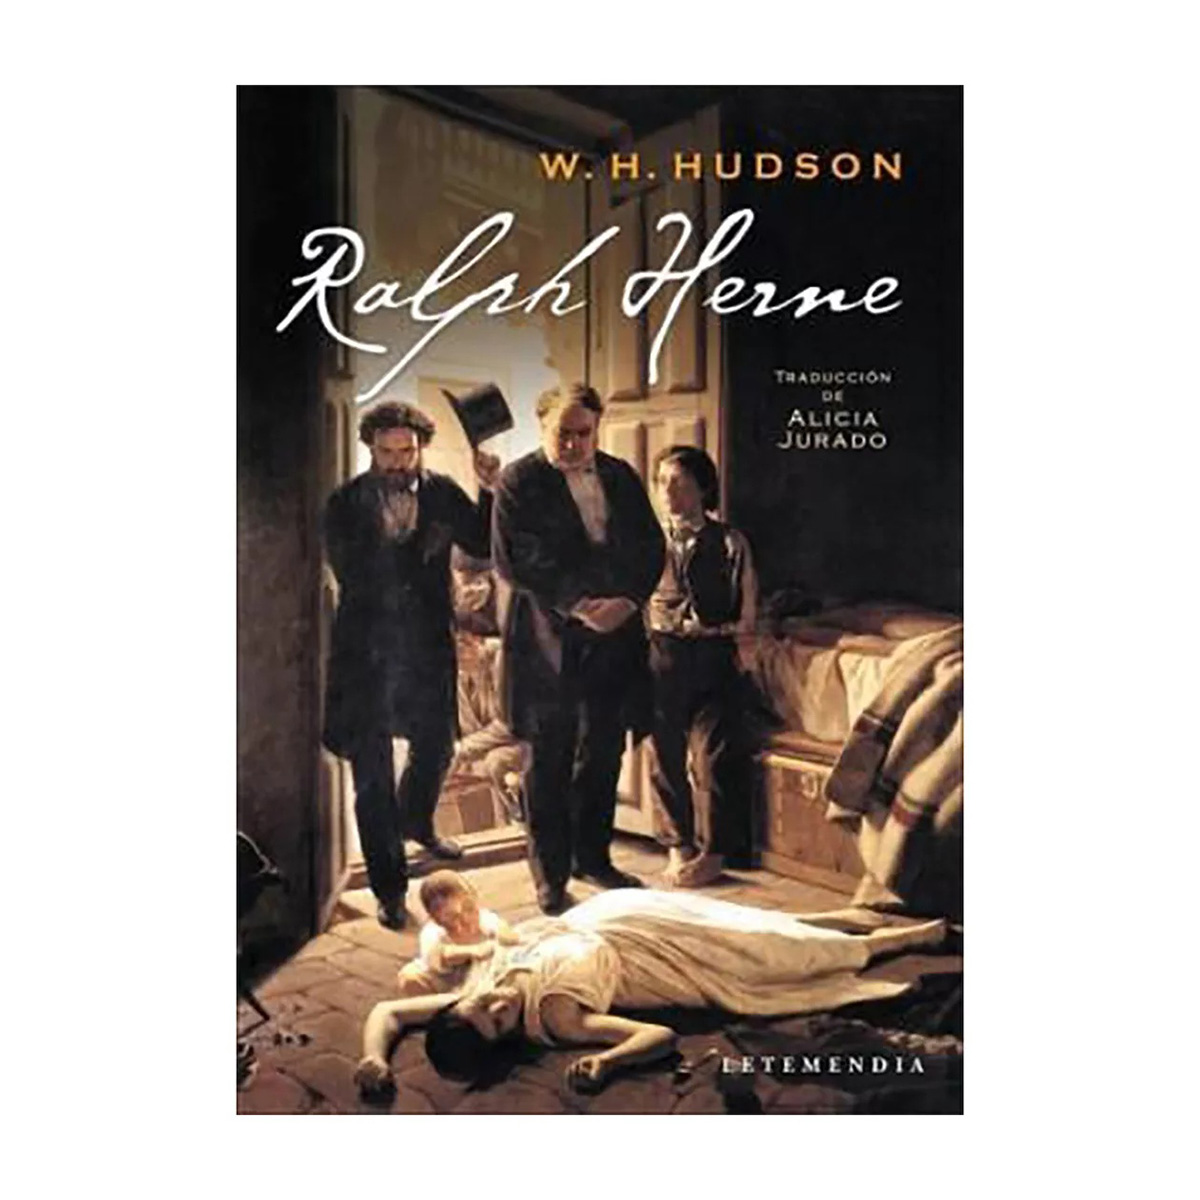 W. H. HUDSON
Ralph Herne
TRADUCCIÓN
DE
ALICIA
JURADO
LETEMENDIA